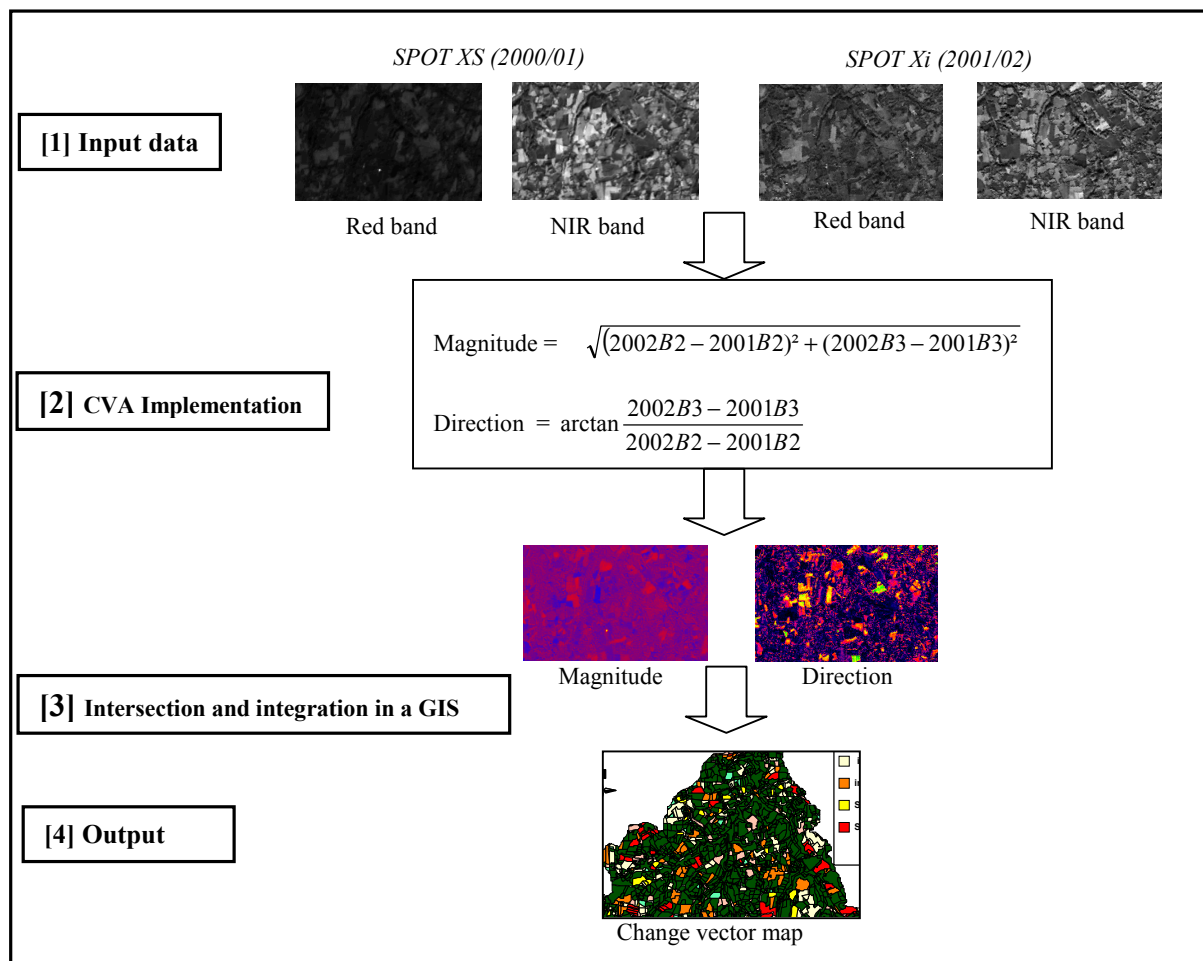 SPOT XS (2000/01)
SPOT Xi (2001/02)
[1] Input data
Red band
NIR band
Red band
NIR band
Magnitude = √(2002B2 − 2001B2)² + (2002B3 − 2001B3)²
[2] CVA Implementation
Direction = arctan (2002B3 − 2001B3) / (2002B2 − 2001B2)
Magnitude
Direction
[3] Intersection and integration in a GIS
[4] Output
Change vector map